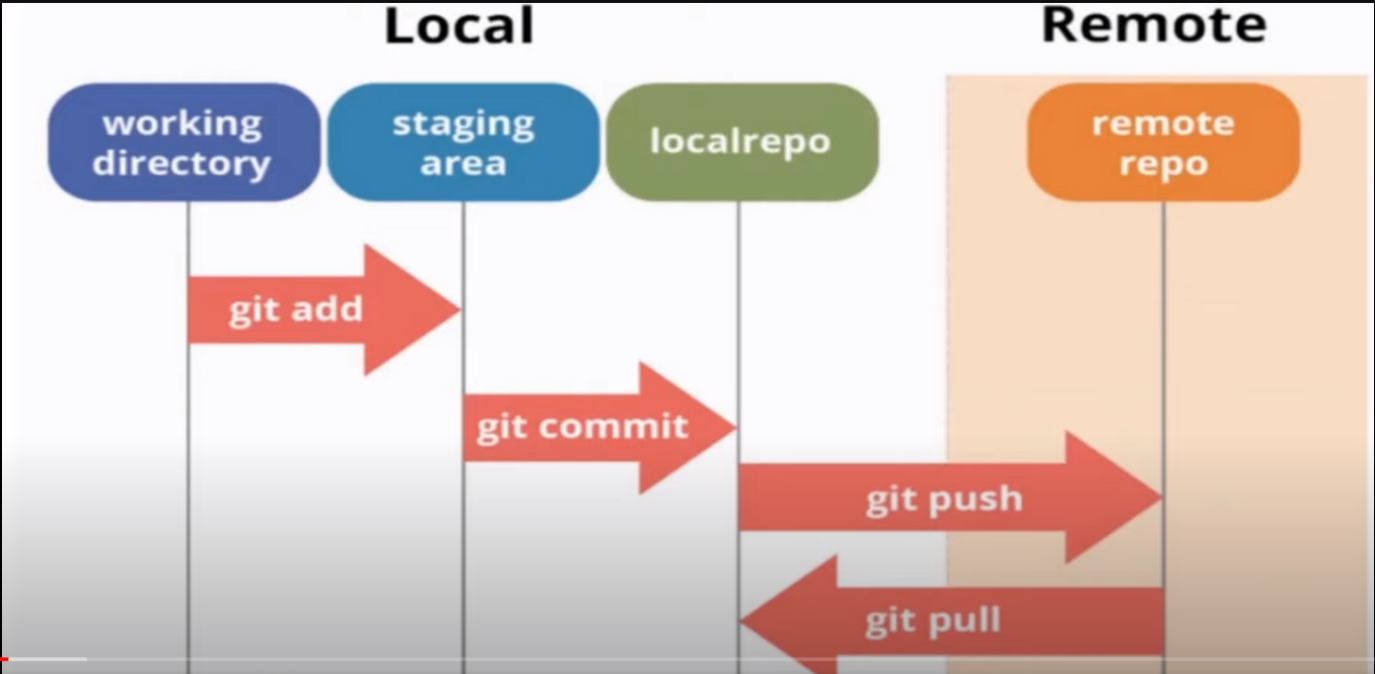 Local
Remote
working
directory
staging
area
localrepo
remote
repo
git add
git commit
git push
git pull